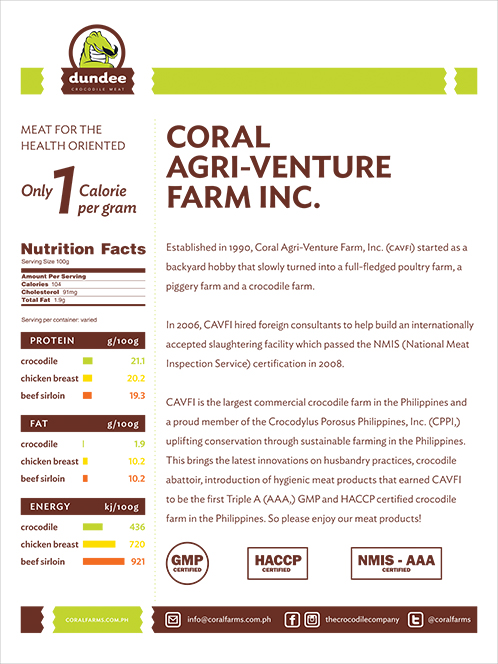 dundee
CROCODILE MEAT
MEAT FOR THE
HEALTH ORIENTED
Only 1 Calorie
per gram
Nutrition Facts
Serving Size 100g
Amount Per Serving
Calories 104
Cholesterol 91mg
Total Fat 1.9g
Serving per container: varied
PROTEIN g/100g
crocodile 21.1
chicken breast 20.2
beef sirloin 19.3
FAT g/100g
crocodile 1.9
chicken breast 10.2
beef sirloin 10.2
ENERGY kj/100g
crocodile 436
chicken breast 720
beef sirloin 921
CORAL
AGRI-VENTURE
FARM INC.
Established in 1990, Coral Agri-Venture Farm, Inc. (CAVFI) started as a
backyard hobby that slowly turned into a full-fledged poultry farm, a
piggery farm and a crocodile farm.
In 2006, CAVFI hired foreign consultants to help build an internationally
accepted slaughtering facility which passed the NMIS (National Meat
Inspection Service) certification in 2008.
CAVFI is the largest commercial crocodile farm in the Philippines and
a proud member of the Crocodylus Porosus Philippines, Inc. (CPPI,)
uplifting conservation through sustainable farming in the Philippines.
This brings the latest innovations on husbandry practices, crocodile
abattoir, introduction of hygienic meat products that earned CAVFI
to be the first Triple A (AAA,) GMP and HACCP certified crocodile
farm in the Philippines. So please enjoy our meat products!
GMP
CERTIFIED
HACCP
CERTIFIED
NMIS - AAA
CERTIFIED
CORALFARMS.COM.PH
info@coralfarms.com.ph
thecrocodilecompany
@coralfarms